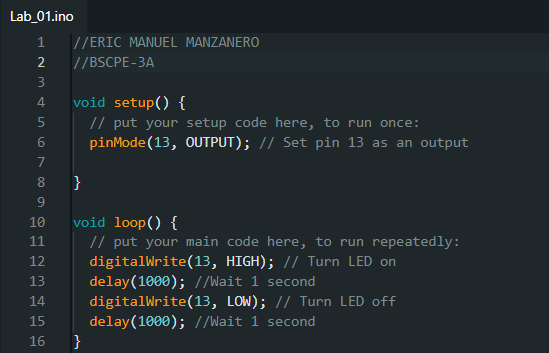 Lab_01.ino
1 //ERIC MANUEL MANZANERO
2 //BSCPE-3A
3
4 void setup() {
5 // put your setup code here, to run once:
6 pinMode(13, OUTPUT); // Set pin 13 as an output
7
8 }
9
10 void loop() {
11 // put your main code here, to run repeatedly:
12 digitalWrite(13, HIGH); // Turn LED on
13 delay(1000); //Wait 1 second
14 digitalWrite(13, LOW); // Turn LED off
15 delay(1000); //Wait 1 second
16 }